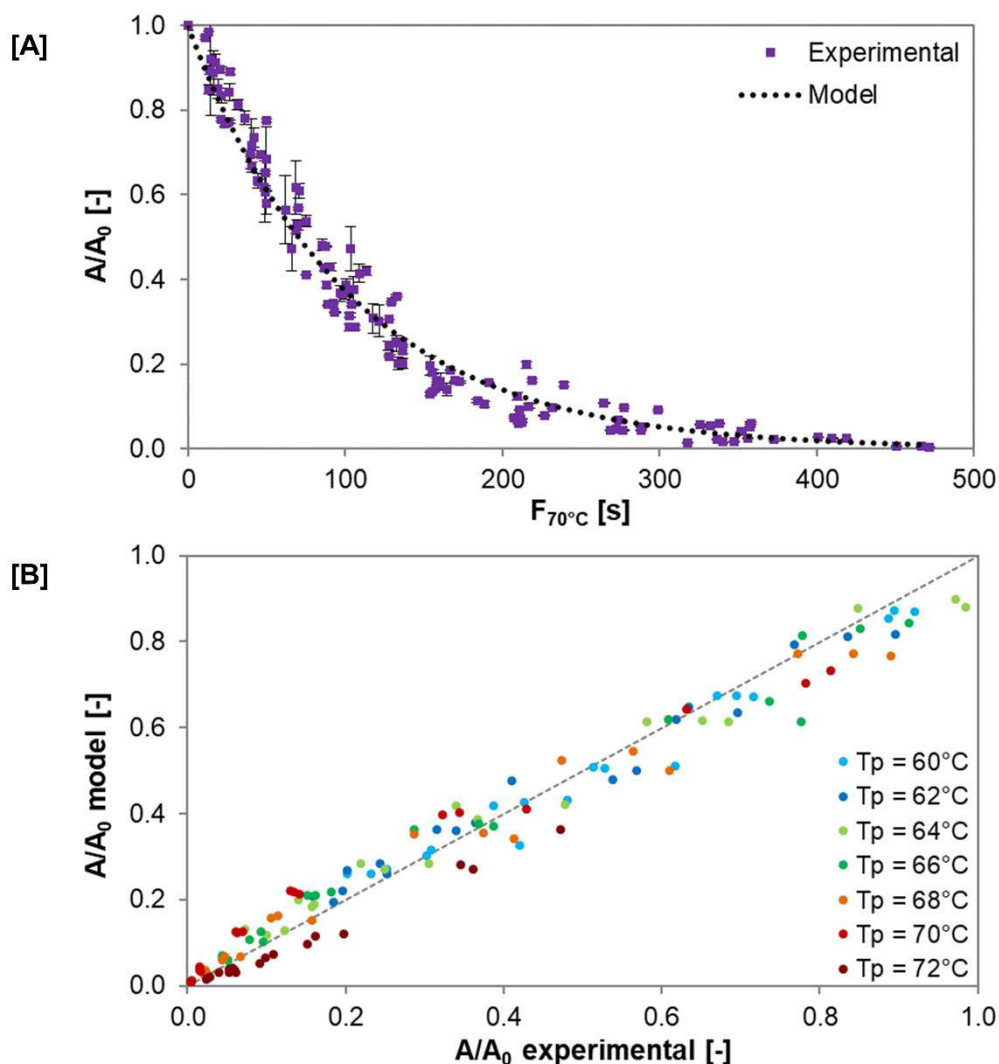 [A]
1.0
0.8
0.6
0.4
0.2
0.0
A/A₀ [-]
Experimental
Model
0 100 200 300 400 500
F₇₀°C [s]
[B]
1.0
0.8
0.6
0.4
0.2
0.0
A/A₀ model [-]
Tp = 60°C
Tp = 62°C
Tp = 64°C
Tp = 66°C
Tp = 68°C
Tp = 70°C
Tp = 72°C
0.0 0.2 0.4 0.6 0.8 1.0
A/A₀ experimental [-]